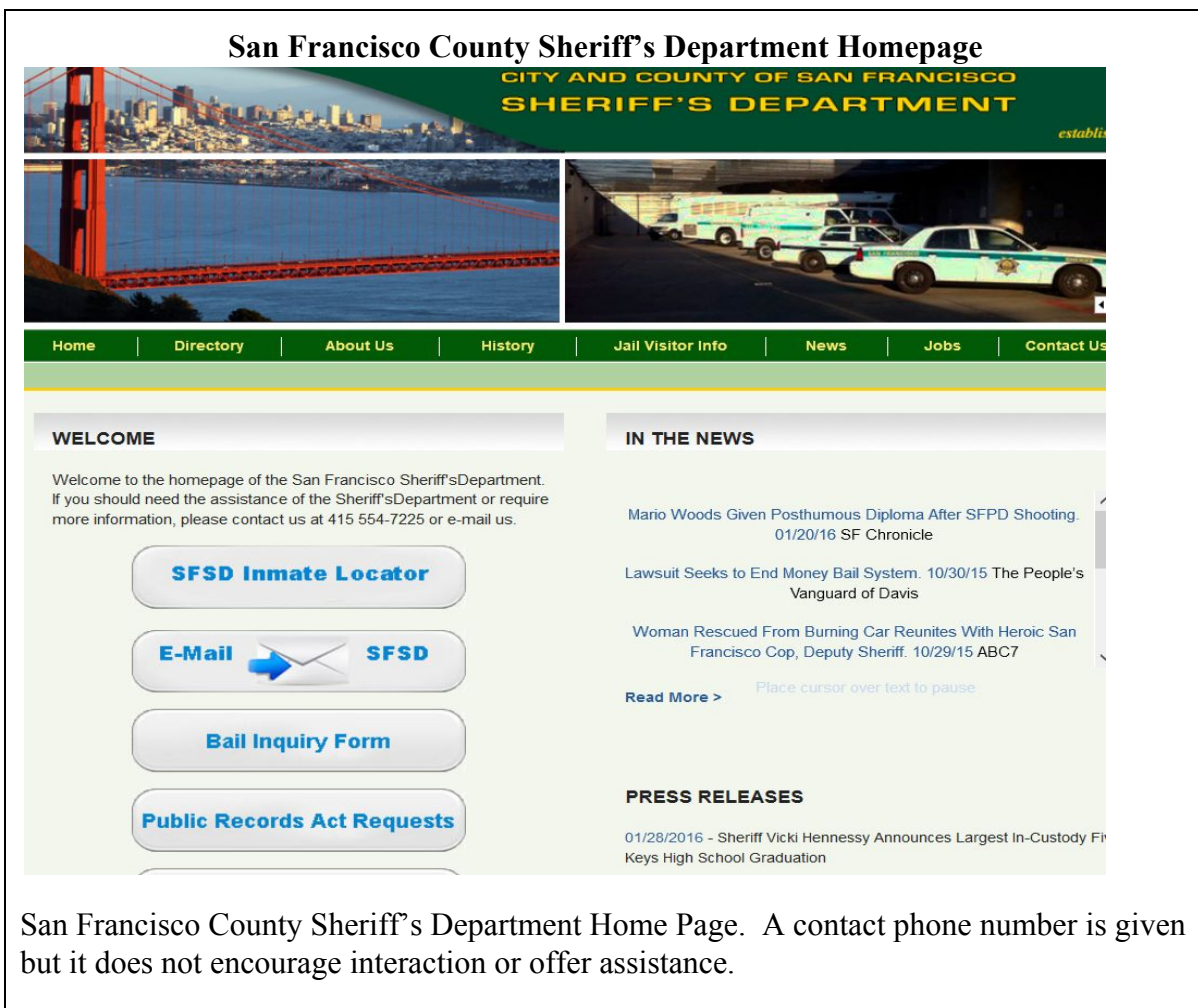 San Francisco County Sheriff’s Department Homepage
CITY AND COUNTY OF SAN FRANCISCO
SHERIFF'S DEPARTMENT
Home
Directory
About Us
History
Jail Visitor Info
News
Jobs
Contact Us
WELCOME
Welcome to the homepage of the San Francisco Sheriff'sDepartment.
If you should need the assistance of the Sheriff'sDepartment or require
more information, please contact us at 415 554-7225 or e-mail us.
SFSD Inmate Locator
E-Mail SFSD
Bail Inquiry Form
Public Records Act Requests
IN THE NEWS
Mario Woods Given Posthumous Diploma After SFPD Shooting.
01/20/16 SF Chronicle
Lawsuit Seeks to End Money Bail System. 10/30/15 The People's
Vanguard of Davis
Woman Rescued From Burning Car Reunites With Heroic San
Francisco Cop, Deputy Sheriff. 10/29/15 ABC7
Read More > Place cursor over text to pause
PRESS RELEASES
01/28/2016 - Sheriff Vicki Hennessy Announces Largest In-Custody
Keys High School Graduation
San Francisco County Sheriff’s Department Home Page.  A contact phone number is given
but it does not encourage interaction or offer assistance.